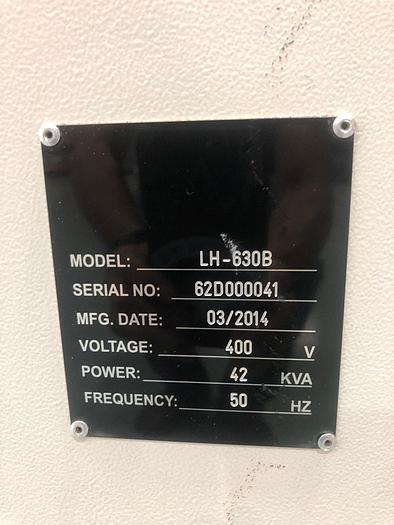 MODEL: LH-630B
SERIAL NO: 62D000041
MFG. DATE: 03/2014
VOLTAGE: 400 V
POWER: 42 KVA
FREQUENCY: 50 HZ